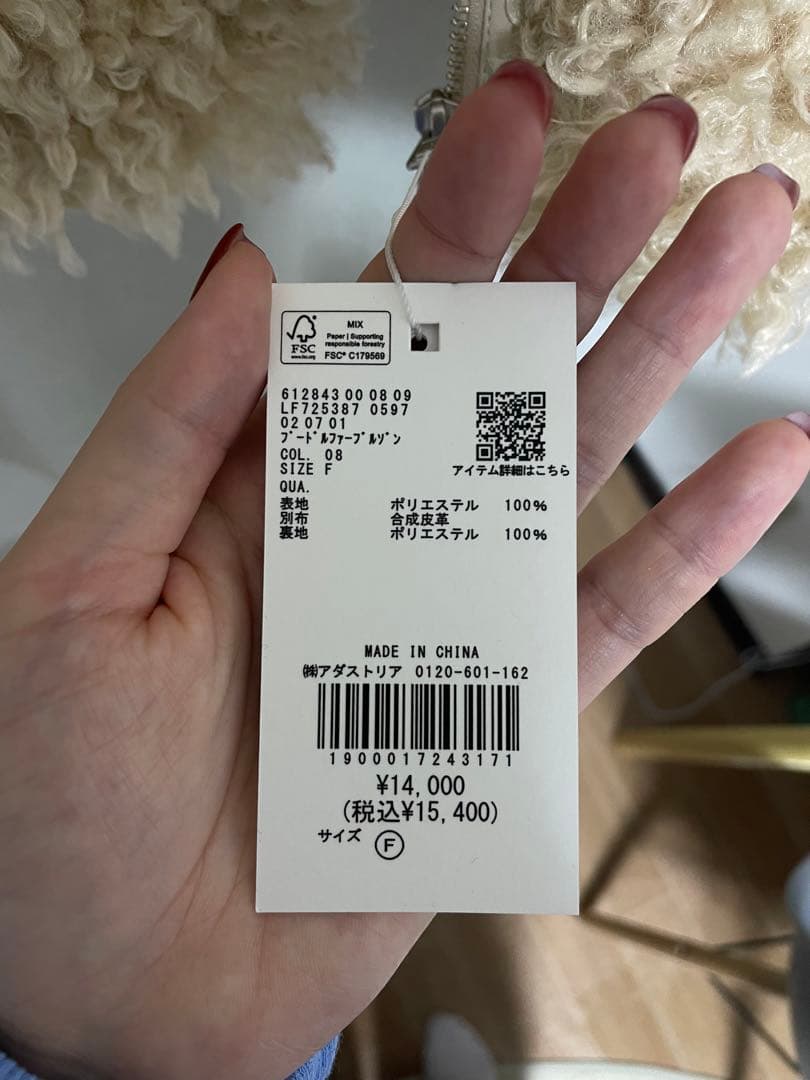 MIX
Paper | Supporting
responsible forestry
FSC
www.fsc.org
FSC® C179569
612843 00 08 09
LF725387 0597
02 07 01
プードルファーブルゾン
COL. 08
SIZE F
QUA.
アイテム詳細はこちら
表地 ポリエステル 100%
別布 合成皮革
裏地 ポリエステル 100%
MADE IN CHINA
㈱アダストリア 0120-601-162
1900017243171
¥14,000
(税込¥15,400)
サイズ F